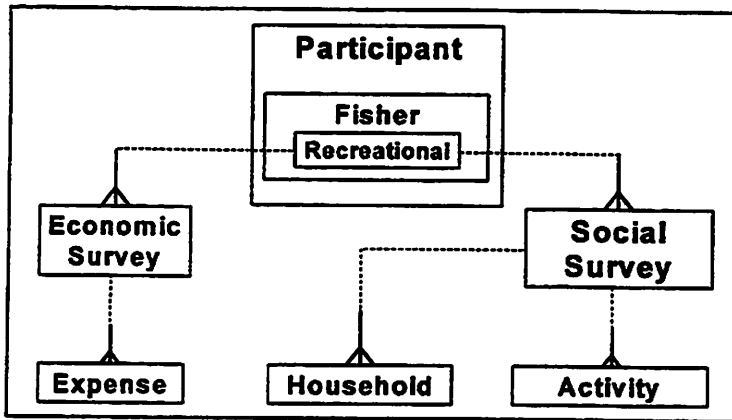 Participant
Fisher
Recreational
Economic
Survey
Social
Survey
Expense
Household
Activity